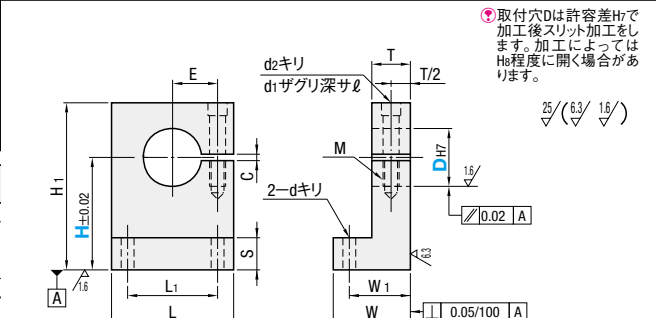 取付穴Dは許容差H7で
加工後スリット加工をし
ます。加工によっては
H8程度に開く場合があ
ります。
25 ( 6.3 1.6 )
E
T
T/2
d2キリ
d1ザグリ深サℓ
H1
H±0.02
C
M
DH7
1.6
// 0.02 A
2−dキリ
S
6.3
A
1.6
L1
L
W1
W
⊥ 0.05/100 A